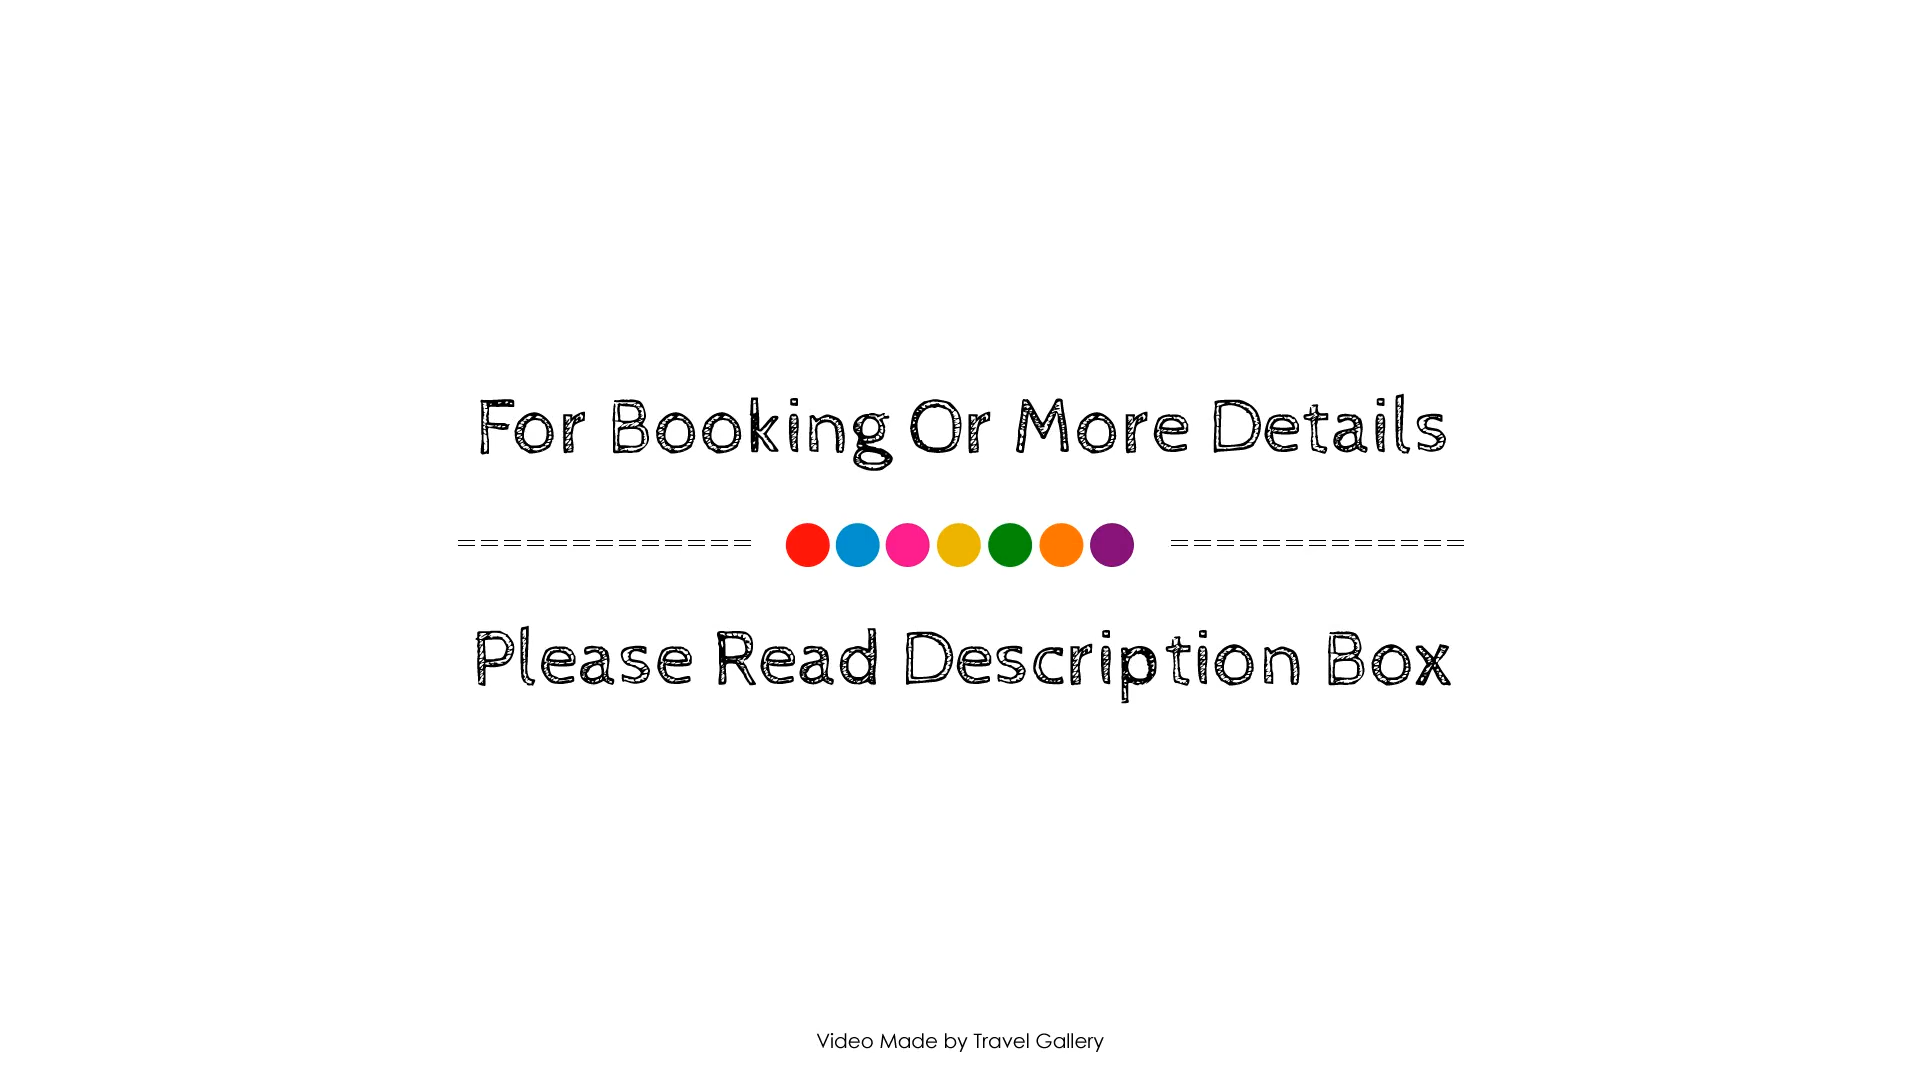 For Booking Or More Details
============= =============
Please Read Description Box
Video Made by Travel Gallery